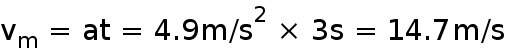 vₘ = at = 4.9m/s² × 3s = 14.7m/s